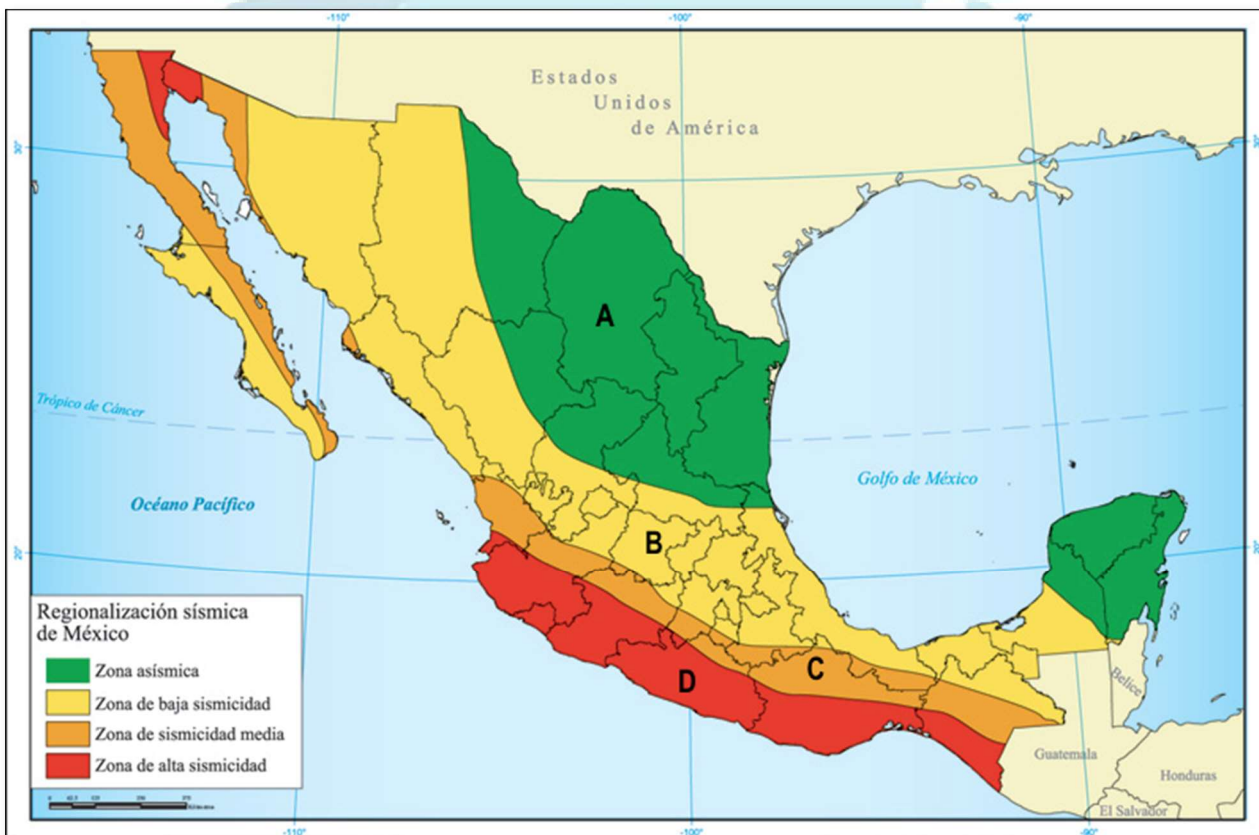 -110°
-100°
-90°
Estados
Unidos
de América
30°
A
Trópico de Cáncer
Océano Pacífico
Golfo de México
B
20°
Regionalización sísmica
de México
Zona asísmica
Zona de baja sismicidad
Zona de sismicidad media
Zona de alta sismicidad
C
D
Belice
Guatemala
Honduras
El Salvador
-110°
-100°
-90°